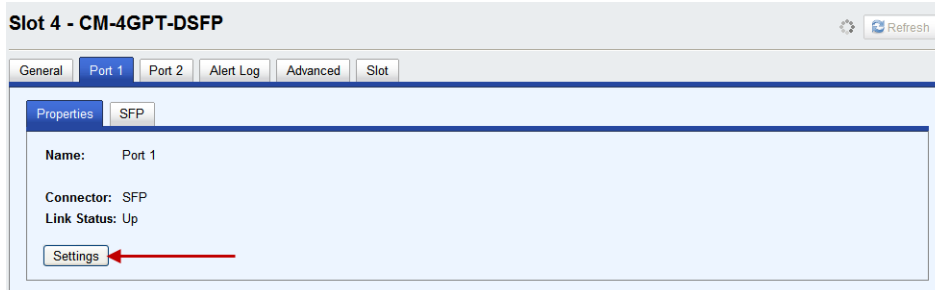 Slot 4 - CM-4GPT-DSFP
Refresh
General Port 1 Port 2 Alert Log Advanced Slot
Properties SFP
Name: Port 1
Connector: SFP
Link Status: Up
Settings